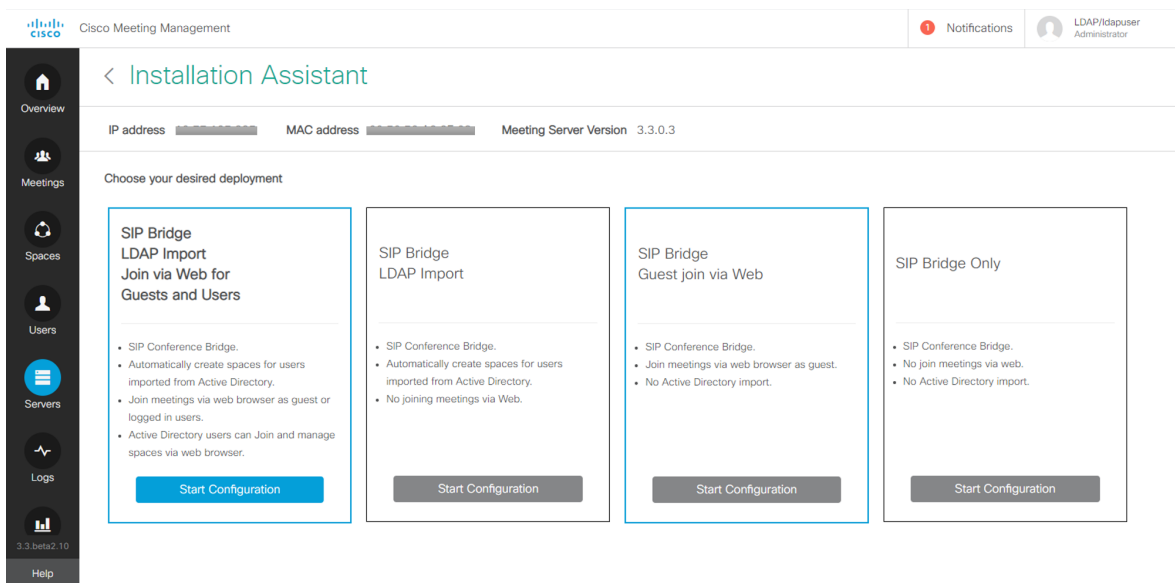 CISCO
Cisco Meeting Management
1
Notifications
LDAP/ldapuser
Administrator
Overview
Meetings
Spaces
Users
Servers
Logs
3.3.beta2.10
Help
< Installation Assistant
IP address
MAC address
Meeting Server Version 3.3.0.3
Choose your desired deployment
SIP Bridge
LDAP Import
Join via Web for
Guests and Users
• SIP Conference Bridge.
• Automatically create spaces for users
imported from Active Directory.
• Join meetings via web browser as guest or
logged in users.
• Active Directory users can Join and manage
spaces via web browser.
Start Configuration
SIP Bridge
LDAP Import
• SIP Conference Bridge.
• Automatically create spaces for users
imported from Active Directory.
• No joining meetings via Web.
Start Configuration
SIP Bridge
Guest join via Web
• SIP Conference Bridge.
• Join meetings via web browser as guest.
• No Active Directory import.
Start Configuration
SIP Bridge Only
• SIP Conference Bridge.
• No join meetings via web.
• No Active Directory import.
Start Configuration